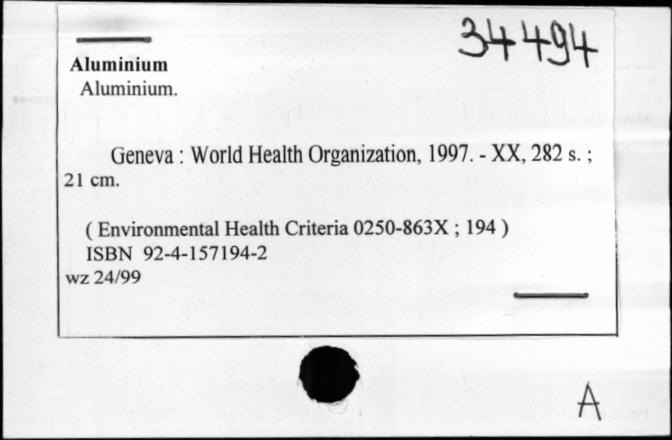 34494
Aluminium
Aluminium.
Geneva : World Health Organization, 1997. - XX, 282 s. ;
21 cm.
( Environmental Health Criteria 0250-863X ; 194 )
ISBN 92-4-157194-2
wz 24/99
A